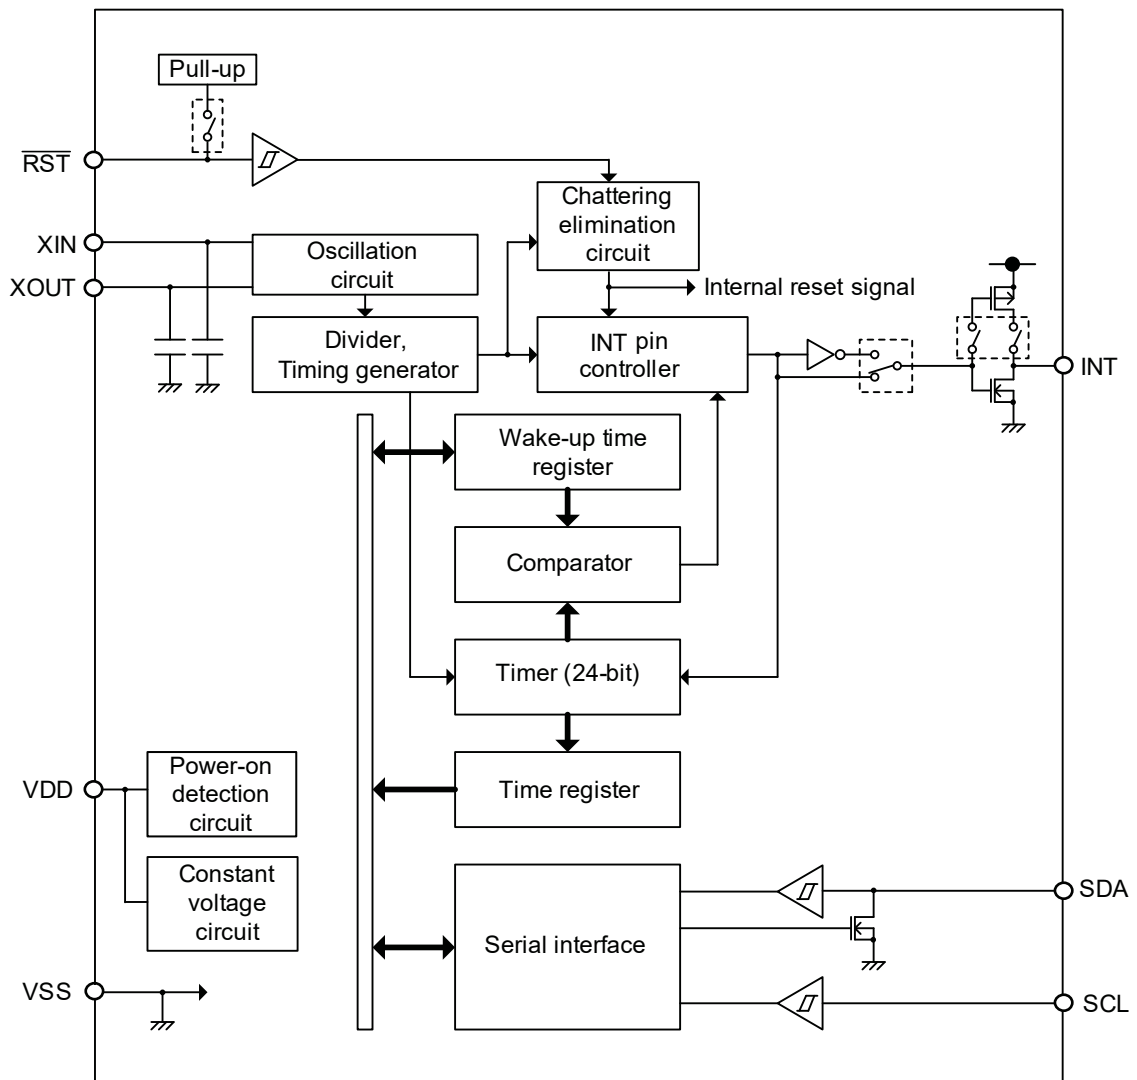 Pull-up
RST
Chattering
elimination
circuit
XIN
Oscillation
circuit
XOUT
Internal reset signal
Divider,
Timing generator
INT pin
controller
INT
Wake-up time
register
Comparator
Timer (24-bit)
VDD
Power-on
detection
circuit
Time register
Constant
voltage
circuit
SDA
Serial interface
VSS
SCL